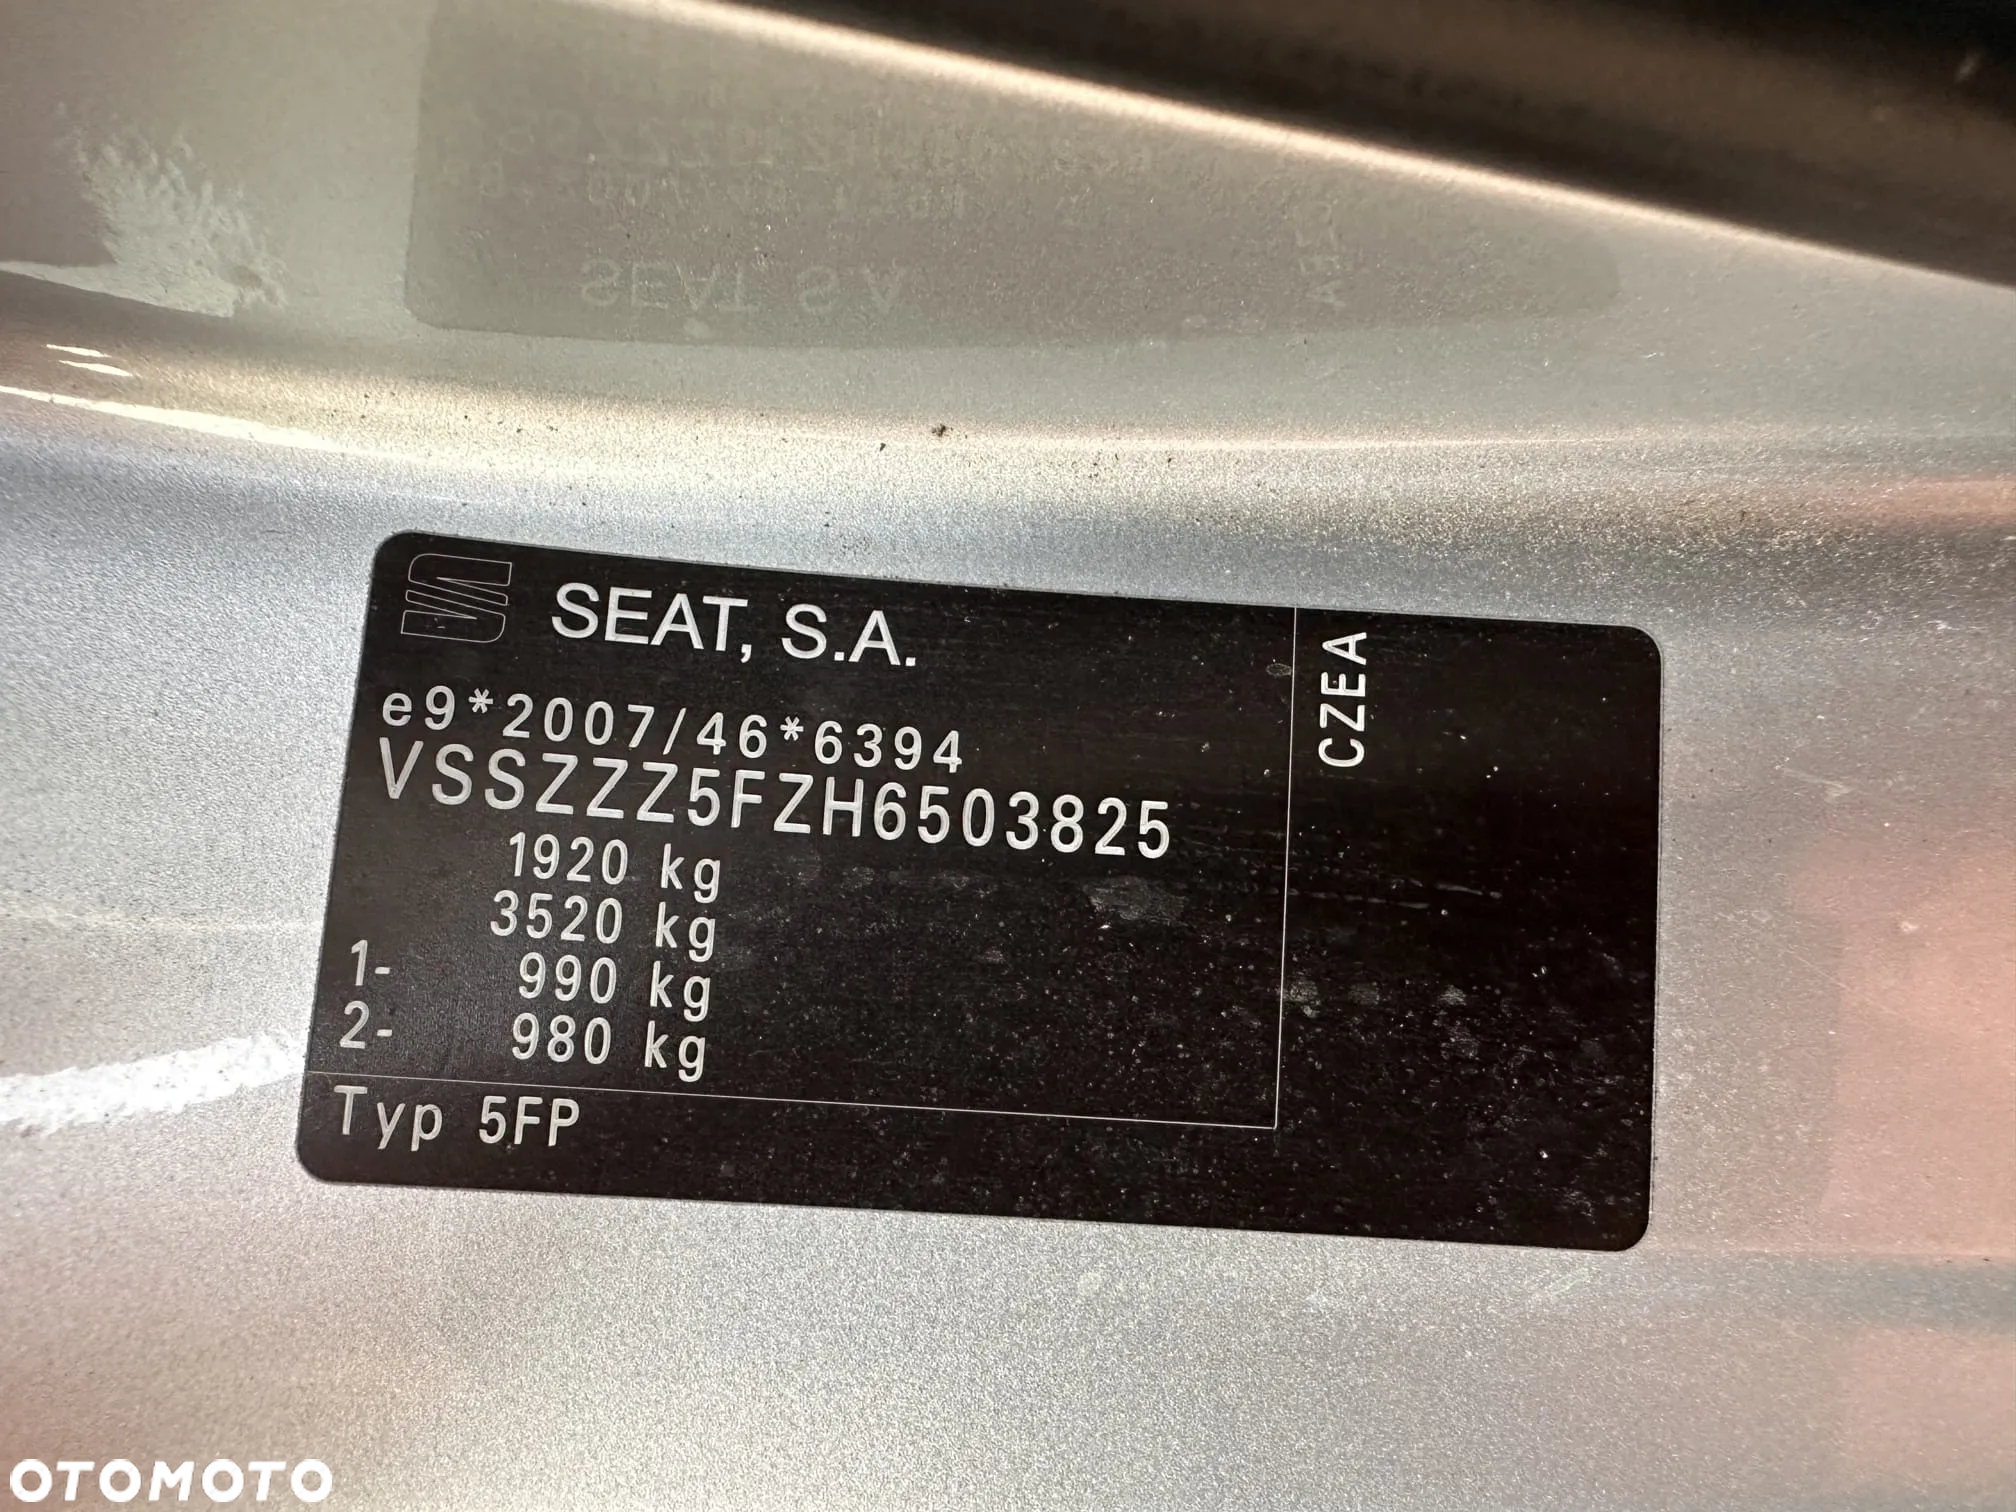 SEAT, S.A.
e9*2007/46*6394
VSSZZZ5FZH6503825
1920 kg
3520 kg
1- 990 kg
2- 980 kg
Typ 5FP
CZEA
OTOMOTO